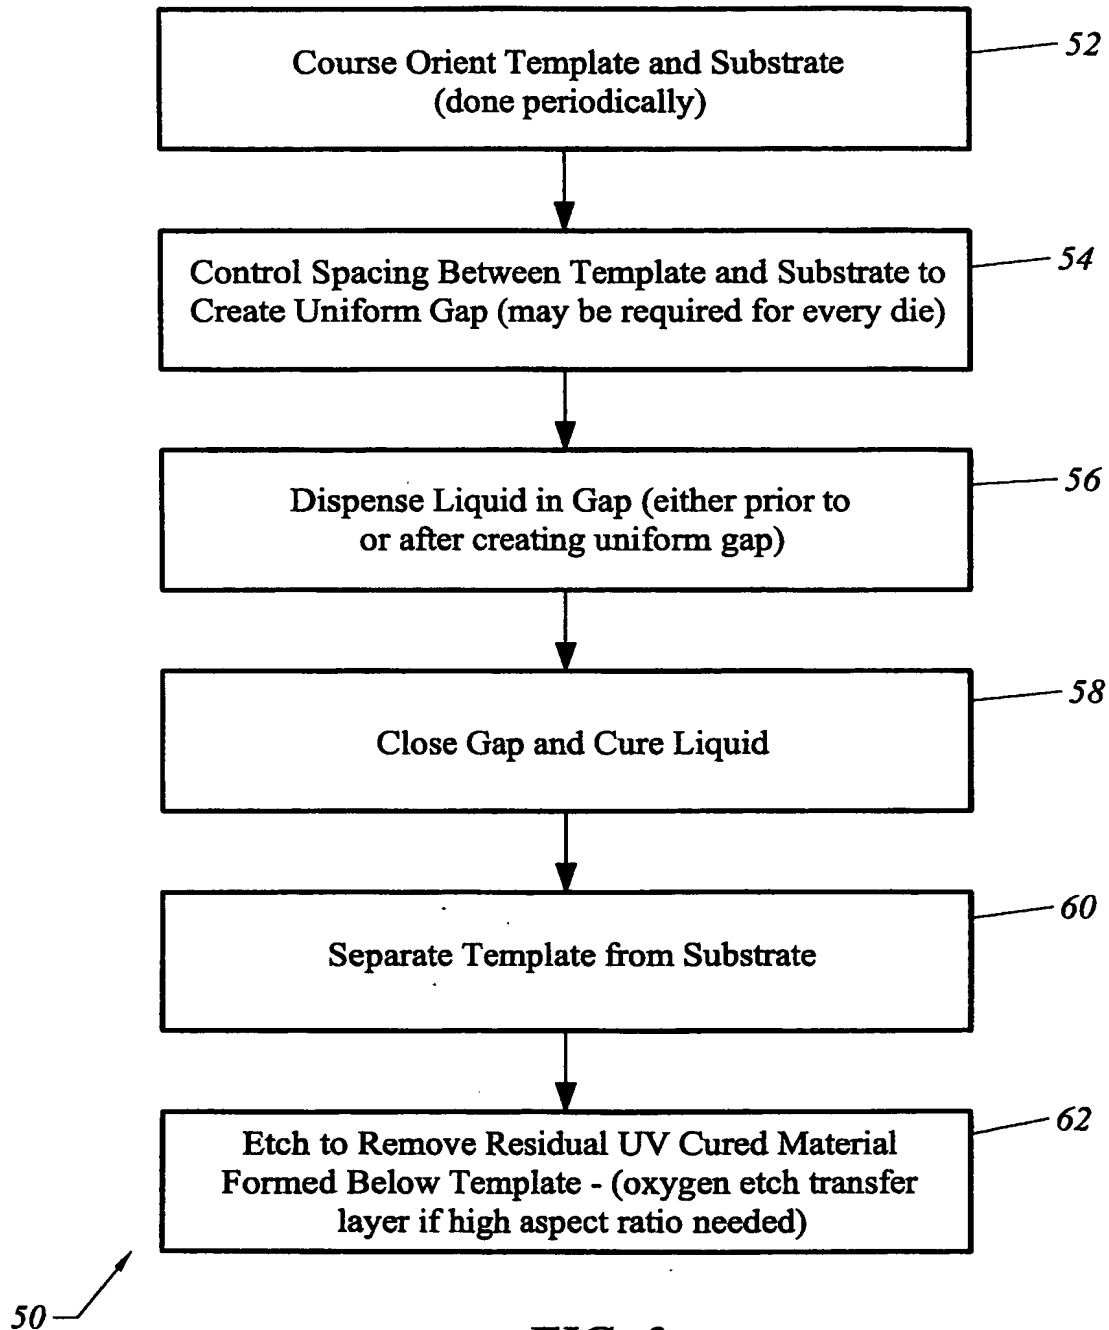 Course Orient Template and Substrate
(done periodically)
52
Control Spacing Between Template and Substrate to
Create Uniform Gap (may be required for every die)
54
Dispense Liquid in Gap (either prior to
or after creating uniform gap)
56
Close Gap and Cure Liquid
58
Separate Template from Substrate
60
Etch to Remove Residual UV Cured Material
Formed Below Template - (oxygen etch transfer
layer if high aspect ratio needed)
62
50